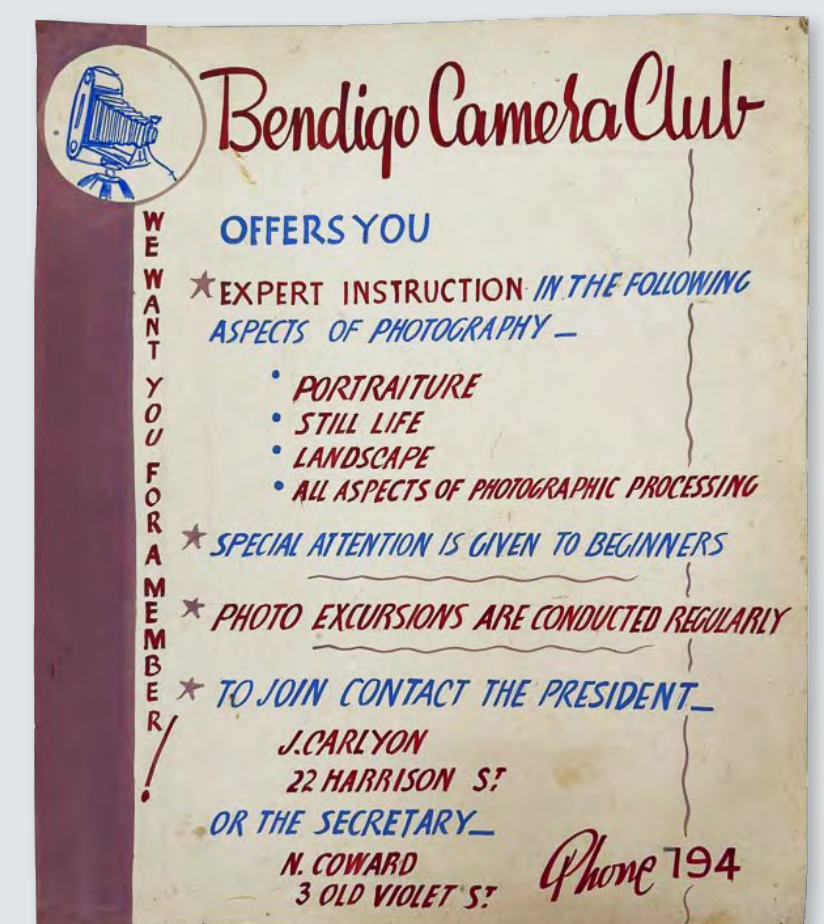 Bendigo Camera Club
WE WANT YOU FOR A MEMBER!
OFFERS YOU
EXPERT INSTRUCTION IN THE FOLLOWING
ASPECTS OF PHOTOGRAPHY –
• PORTRAITURE
• STILL LIFE
• LANDSCAPE
• ALL ASPECTS OF PHOTOGRAPHIC PROCESSING
SPECIAL ATTENTION IS GIVEN TO BEGINNERS
PHOTO EXCURSIONS ARE CONDUCTED REGULARLY
TO JOIN CONTACT THE PRESIDENT –
J. CARLYON
22 HARRISON ST
OR THE SECRETARY –
N. COWARD
3 OLD VIOLET ST
Phone 794